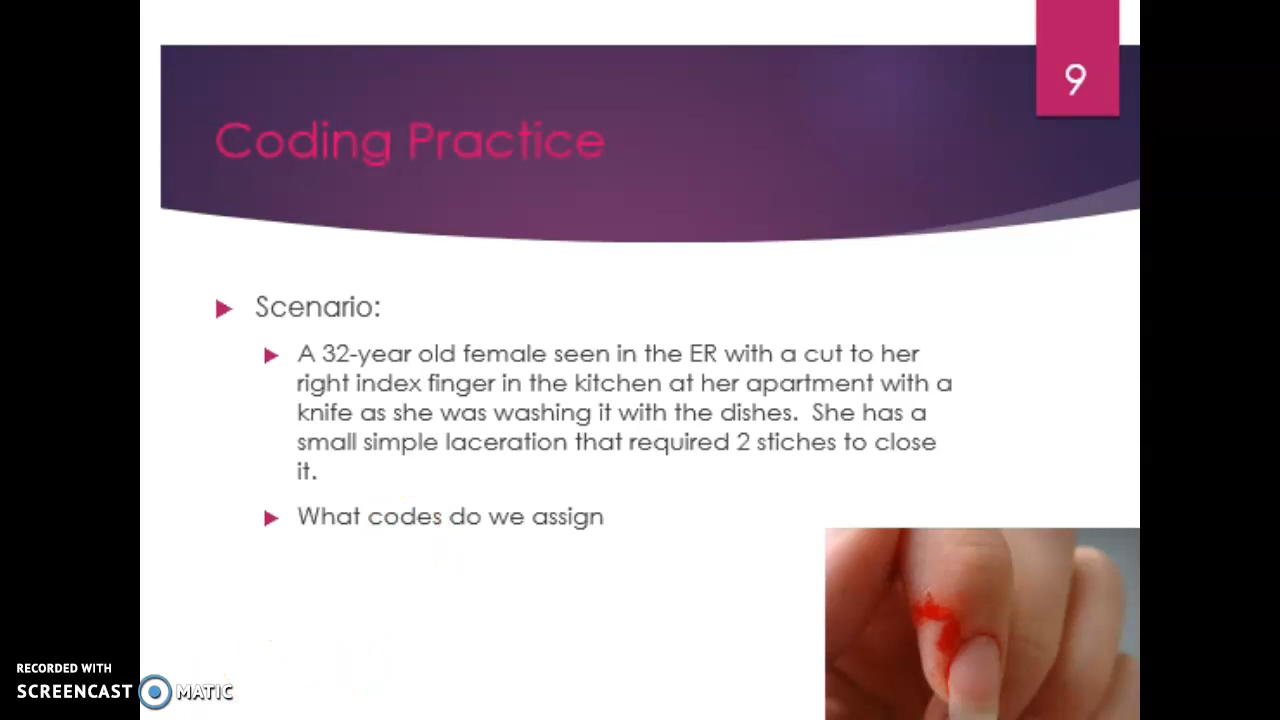 9
Coding Practice
Scenario:
A 32-year old female seen in the ER with a cut to her
right index finger in the kitchen at her apartment with a
knife as she was washing it with the dishes.  She has a
small simple laceration that required 2 stiches to close
it.
What codes do we assign
RECORDED WITH
SCREENCAST MATIC